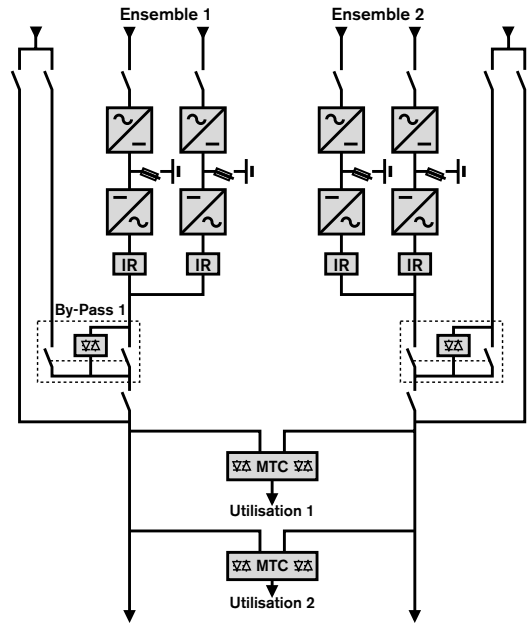 Ensemble 1
Ensemble 2
IR
IR
IR
IR
By-Pass 1
MTC
Utilisation 1
MTC
Utilisation 2